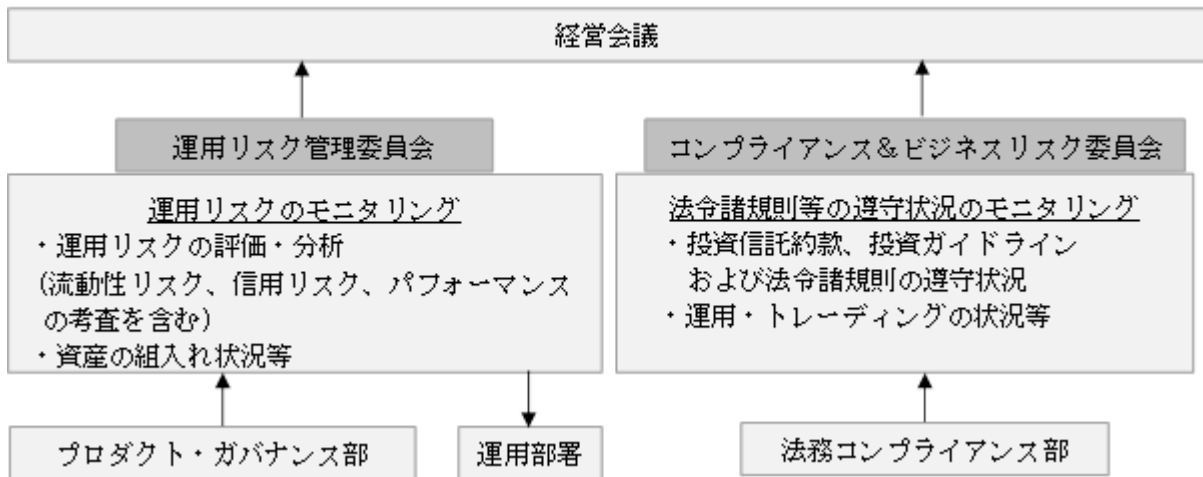 経営会議
運用リスク管理委員会
運用リスクのモニタリング
・運用リスクの評価・分析
(流動性リスク、信用リスク、パフォーマンス
の考査を含む)
・資産の組入れ状況等
コンプライアンス&ビジネスリスク委員会
法令諸規則等の遵守状況のモニタリング
・投資信託約款、投資ガイドライン
および法令諸規則の遵守状況
・運用・トレーディングの状況等
プロダクト・ガバナンス部
運用部署
法務コンプライアンス部